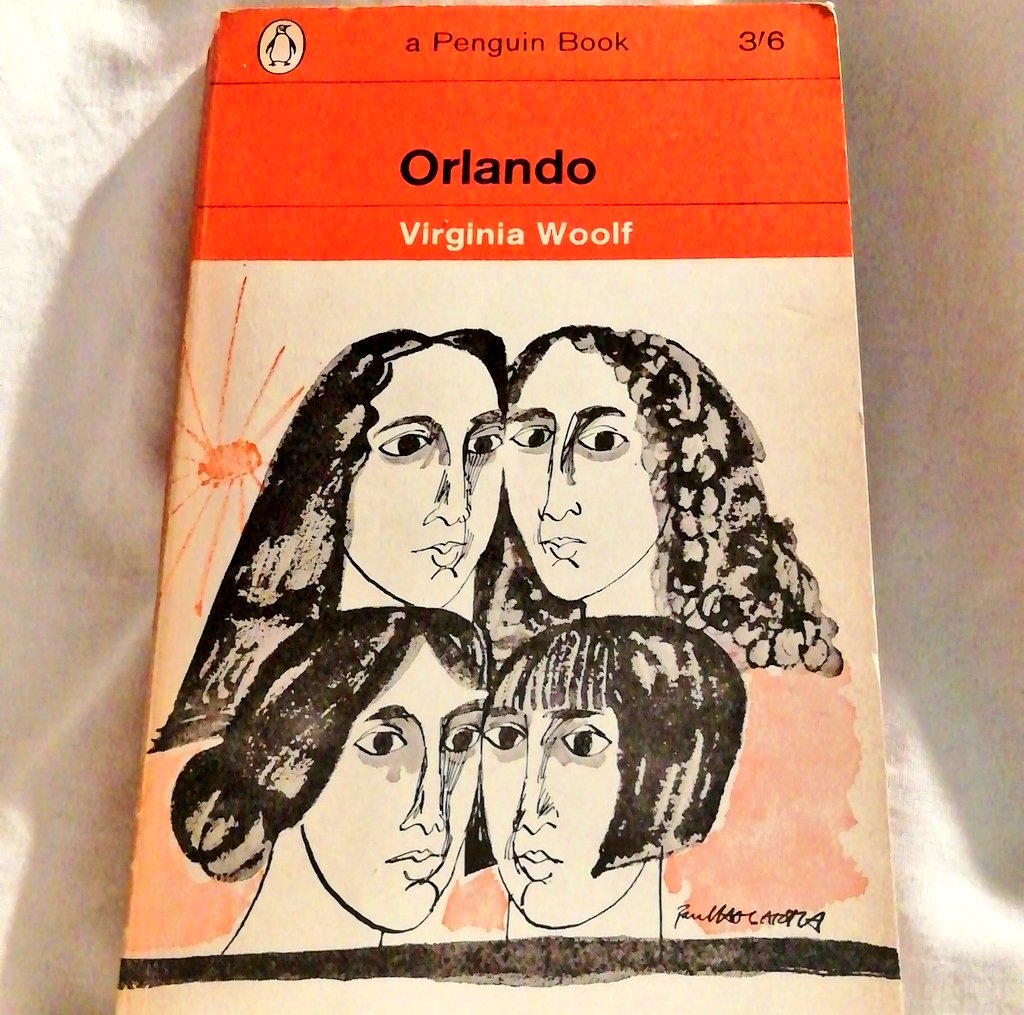 a Penguin Book 3/6
Orlando
Virginia Woolf